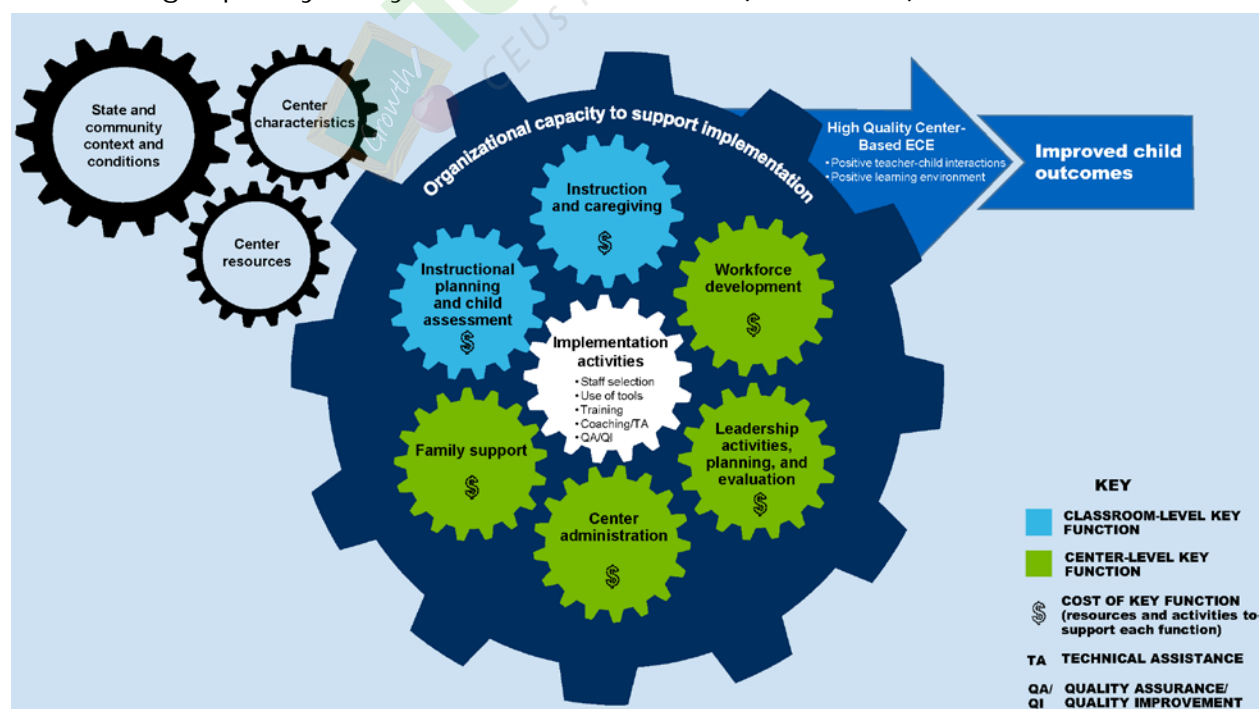 State and
community
context and
conditions
Center
characteristics
Center
resources
Growth!
CEUs
Organizational capacity to support implementation
Instruction
and caregiving
$
Instructional
planning
and child
assessment
$
Workforce
development
$
Implementation
activities
•Staff selection
•Use of tools
•Training
•Coaching/TA
•QA/QI
Family support
$
Leadership
activities,
planning, and
evaluation
$
Center
administration
$
High Quality Center-
Based ECE
•Positive teacher-child interactions
•Positive learning environment
Improved child
outcomes
KEY
CLASSROOM-LEVEL KEY
FUNCTION
CENTER-LEVEL KEY
FUNCTION
$ COST OF KEY FUNCTION
(resources and activities to
support each function)
TA TECHNICAL ASSISTANCE
QA/ QUALITY ASSURANCE/
QI QUALITY IMPROVEMENT